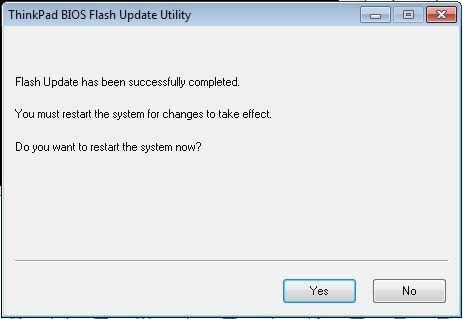 ThinkPad BIOS Flash Update Utility
Flash Update has been successfully completed.
You must restart the system for changes to take effect.
Do you want to restart the system now?
Yes
No